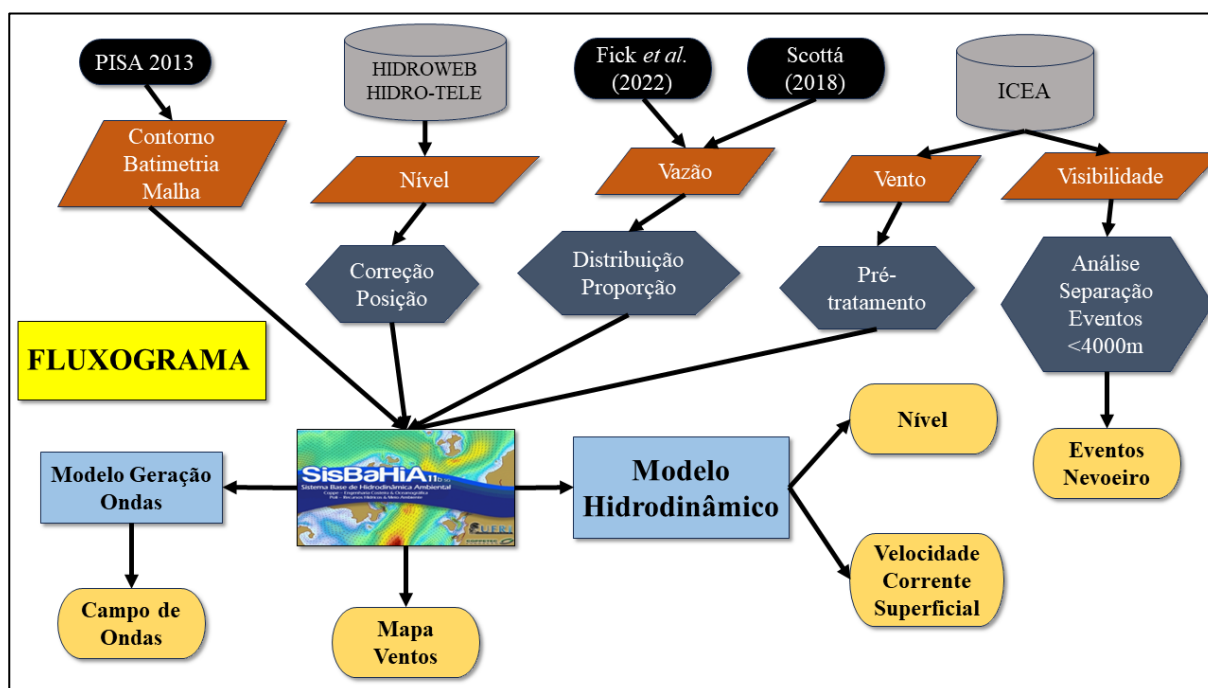 PISA 2013
HIDROWEB
HIDRO-TELE
Fick et al.
(2022)
Scottá
(2018)
ICEA
Contorno
Batimetria
Malha
Nível
Vazão
Vento
Visibilidade
Correção
Posição
Distribuição
Proporção
Pré-
tratamento
Análise
Separação
Eventos
<4000m
FLUXOGRAMA
Modelo Geração
Ondas
SisBaHiA
Sistema Base de Hidrodinâmica Ambiental
Modelo
Hidrodinâmico
Nível
Eventos
Nevoeiro
Velocidade
Corrente
Superficial
Campo de
Ondas
Mapa
Ventos